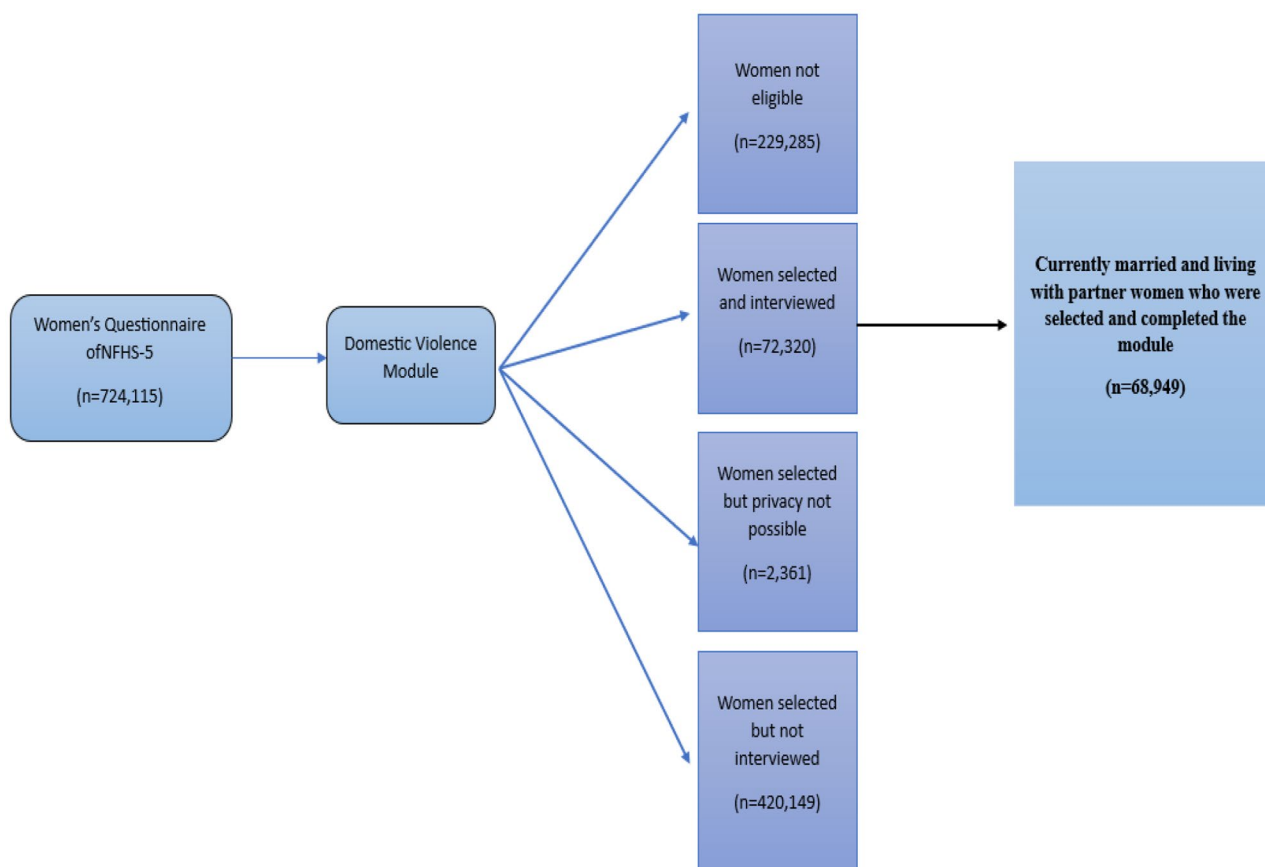 Women's Questionnaire
ofNFHS-5
(n=724,115)
Domestic Violence
Module
Women not
eligible
(n=229,285)
Women selected
and interviewed
(n=72,320)
Women selected
but privacy not
possible
(n=2,361)
Women selected
but not
interviewed
(n=420,149)
Currently married and living
with partner women who were
selected and completed the
module
(n=68,949)